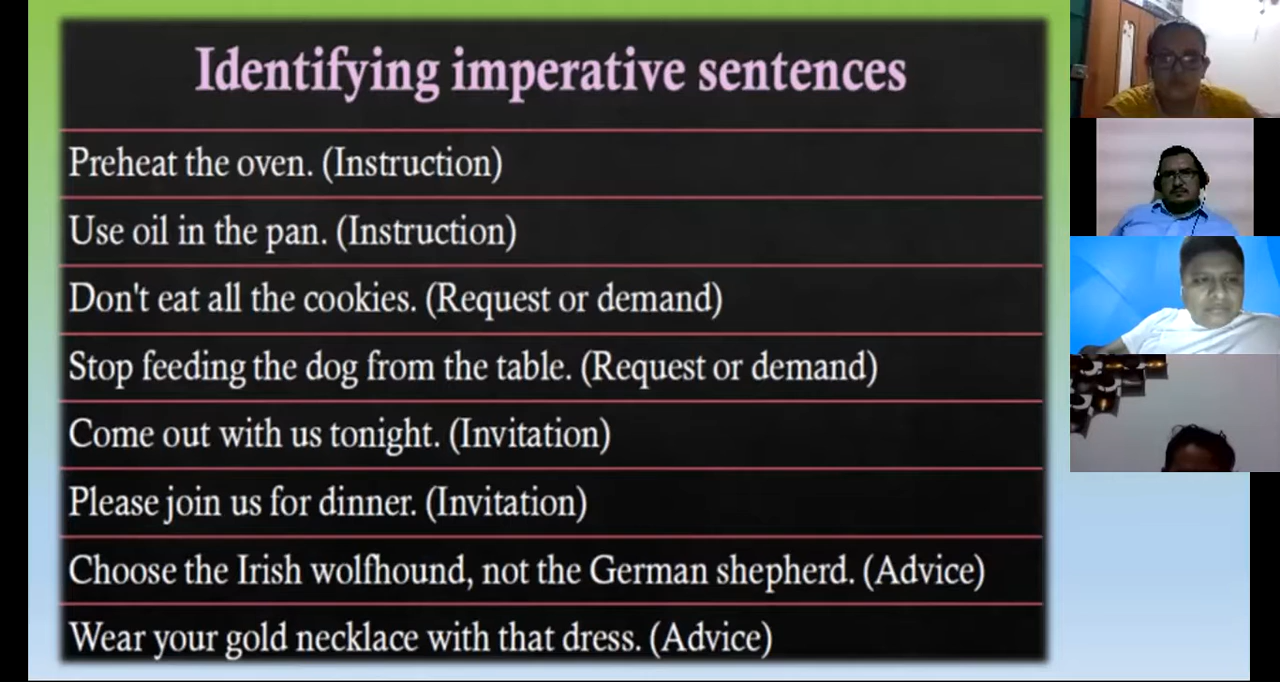 Identifying imperative sentences
Preheat the oven. (Instruction)
Use oil in the pan. (Instruction)
Don't eat all the cookies. (Request or demand)
Stop feeding the dog from the table. (Request or demand)
Come out with us tonight. (Invitation)
Please join us for dinner. (Invitation)
Choose the Irish wolfhound, not the German shepherd. (Advice)
Wear your gold necklace with that dress. (Advice)